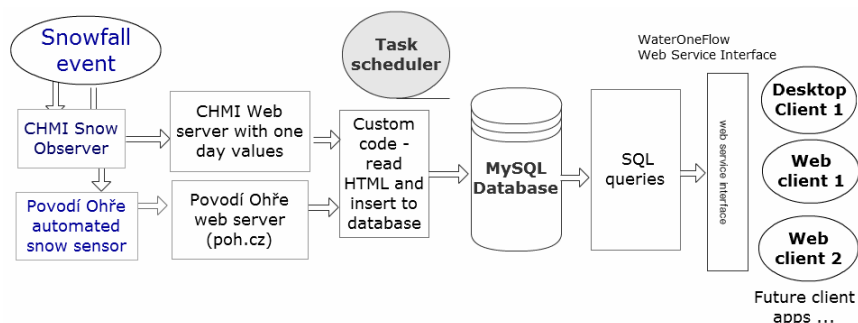 Snowfall
event
CHMI Snow
Observer
Povodí Ohře
automated
snow sensor
CHMI Web
server with one
day values
Povodí Ohře
web server
(poh.cz)
Task
scheduler
Custom
code -
read
HTML and
insert to
database
MySQL
Database
SQL
queries
WaterOneFlow
Web Service Interface
web service interface
Desktop
Client 1
Web
client 1
Web
client 2
Future client
apps ...